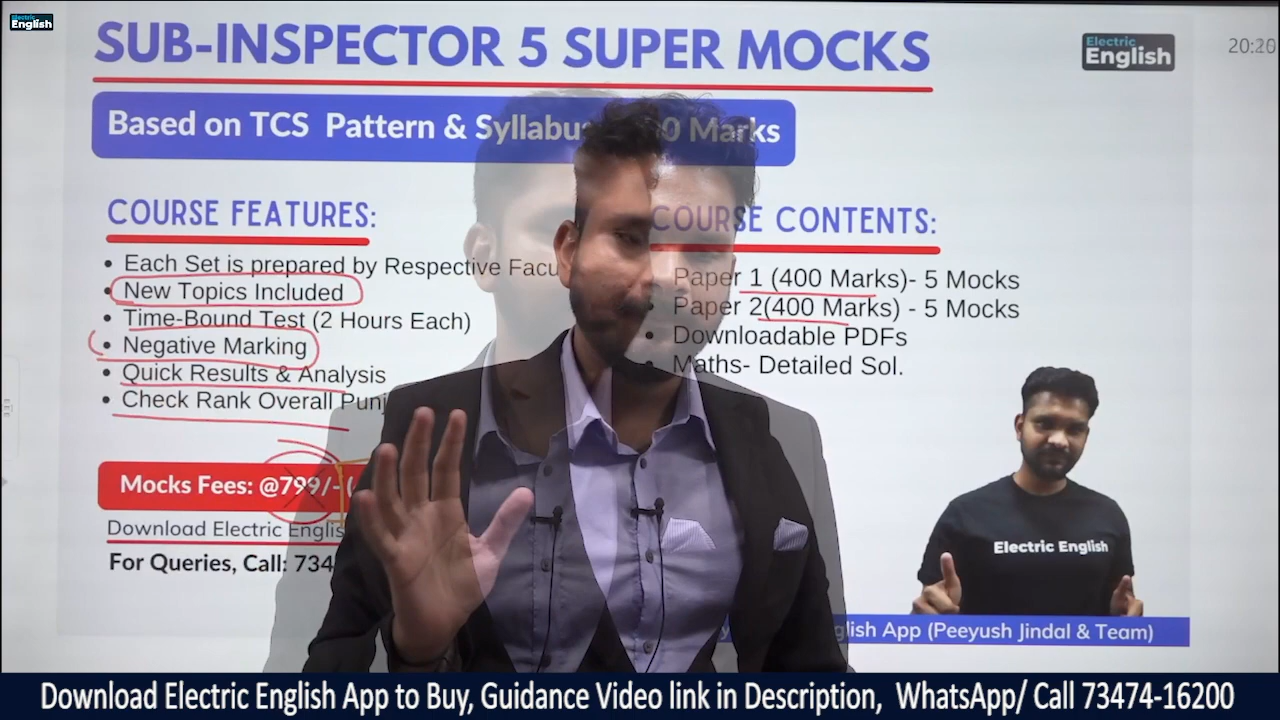 Electric
English
SUB-INSPECTOR 5 SUPER MOCKS
Electric
English
20:20
Based on TCS Pattern & Syllabus 0 Marks
COURSE FEATURES:
Each Set is prepared by Respective Facu
New Topics Included
Time-Bound Test (2 Hours Each)
Negative Marking
Quick Results & Analysis
Check Rank Overall Punj
COURSE CONTENTS:
Paper 1 (400 Marks)- 5 Mocks
Paper 2(400 Marks) - 5 Mocks
Downloadable PDFs
Maths- Detailed Sol.
Mocks Fees: @799/- (
Download Electric Englis
For Queries, Call: 734
Electric English
glish App (Peeyush Jindal & Team)
Download Electric English App to Buy, Guidance Video link in Description, WhatsApp/ Call 73474-16200